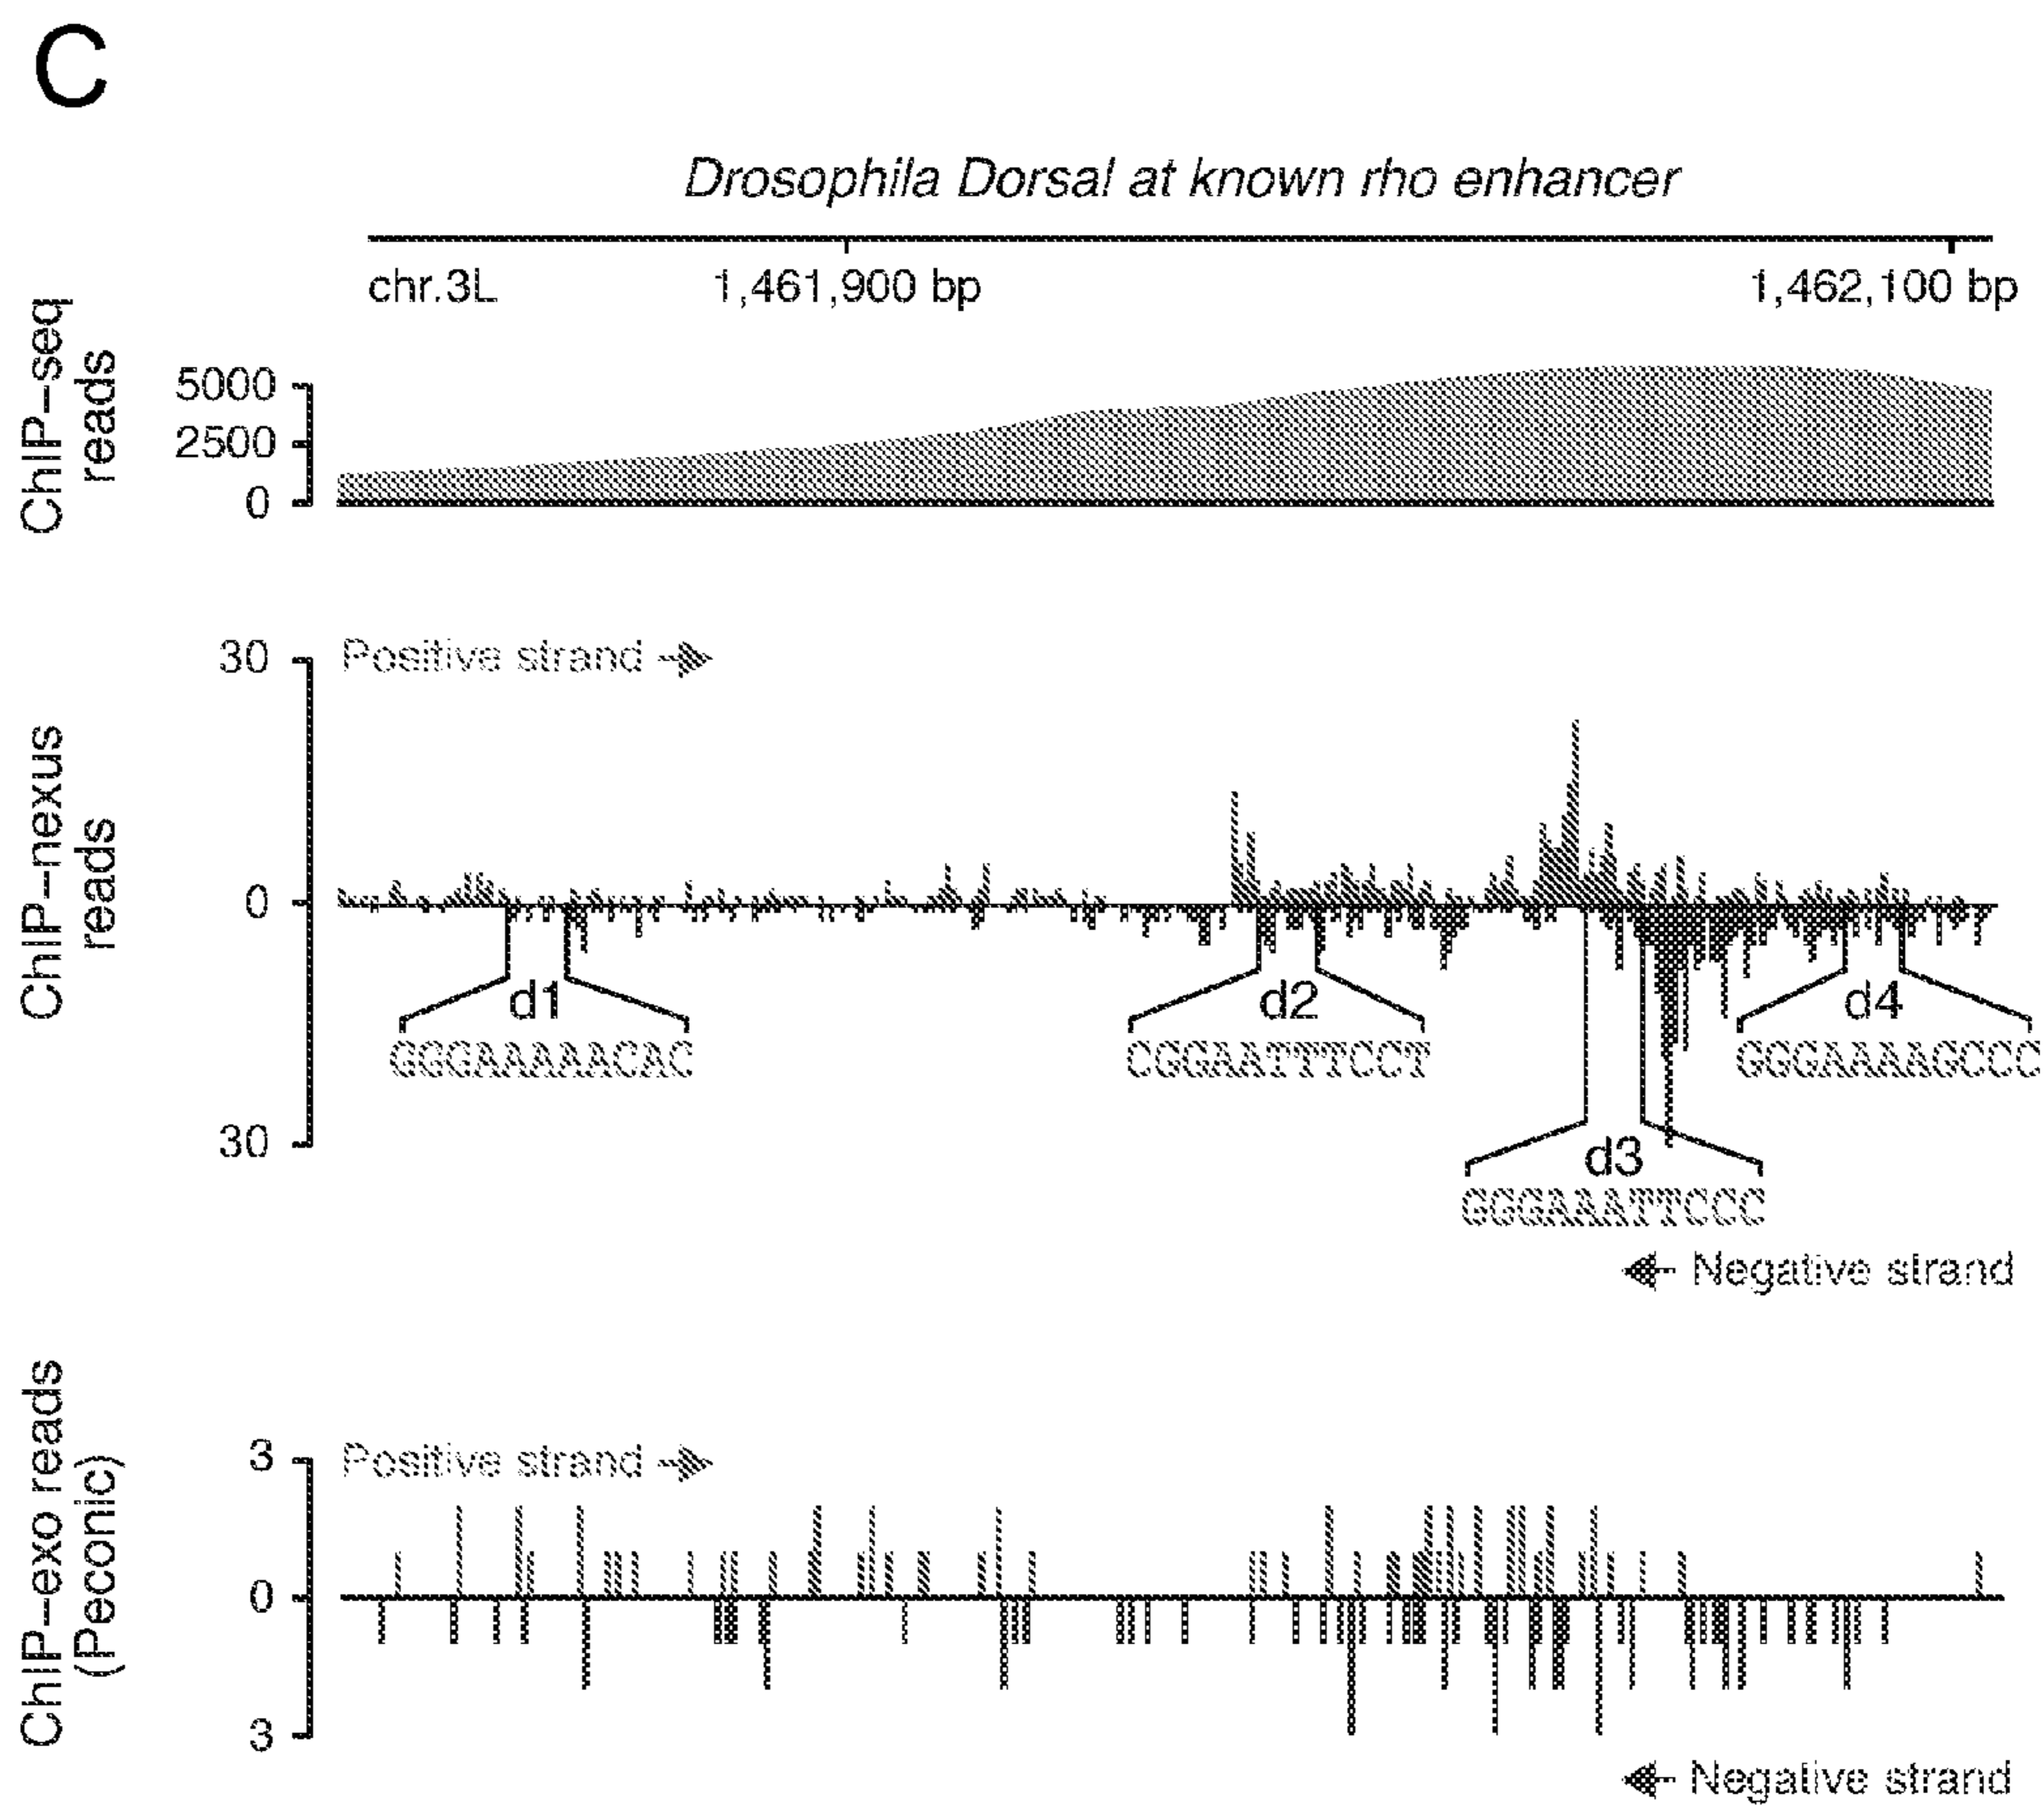 C
Drosophila Dorsal at known rho enhancer
chr.3L 1,461,900 bp 1,462,100 bp
ChIP–seq
reads
5000
2500
0
ChIP–nexus
reads
30
0
30
Positive strand
d1
GGGAAAAACAC
d2
CGGAATTTCCT
d4
GGGAAAAGCCC
d3
GGGAAATTCCC
Negative strand
ChIP–exo reads
(Peconic)
3
0
3
Positive strand
Negative strand